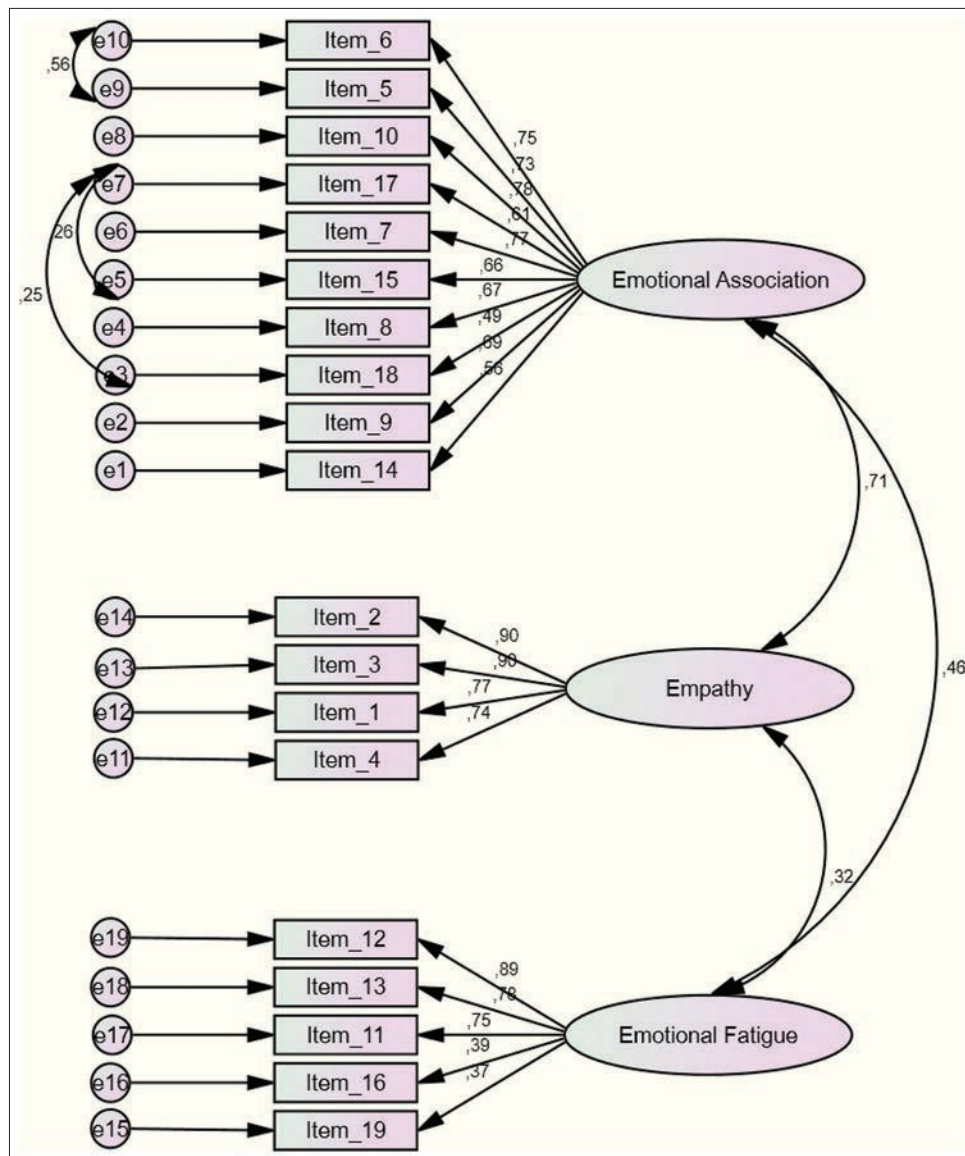 e10 Item_6
,56
e9 Item_5
e8 Item_10
,75
,73
e7 Item_17
,78
,61
e6 Item_7
26
,77
e5 Item_15
,66
Emotional Association
,25
,67
e4 Item_8
,49
e3 Item_18
,69
,56
e2 Item_9
e1 Item_14
,71
e14 Item_2
,90
e13 Item_3
,90
,46
,77
Empathy
e12 Item_1
,74
e11 Item_4
,32
e19 Item_12
,89
e18 Item_13
,78
e17 Item_11
,75
Emotional Fatigue
,39
e16 Item_16
,37
e15 Item_19